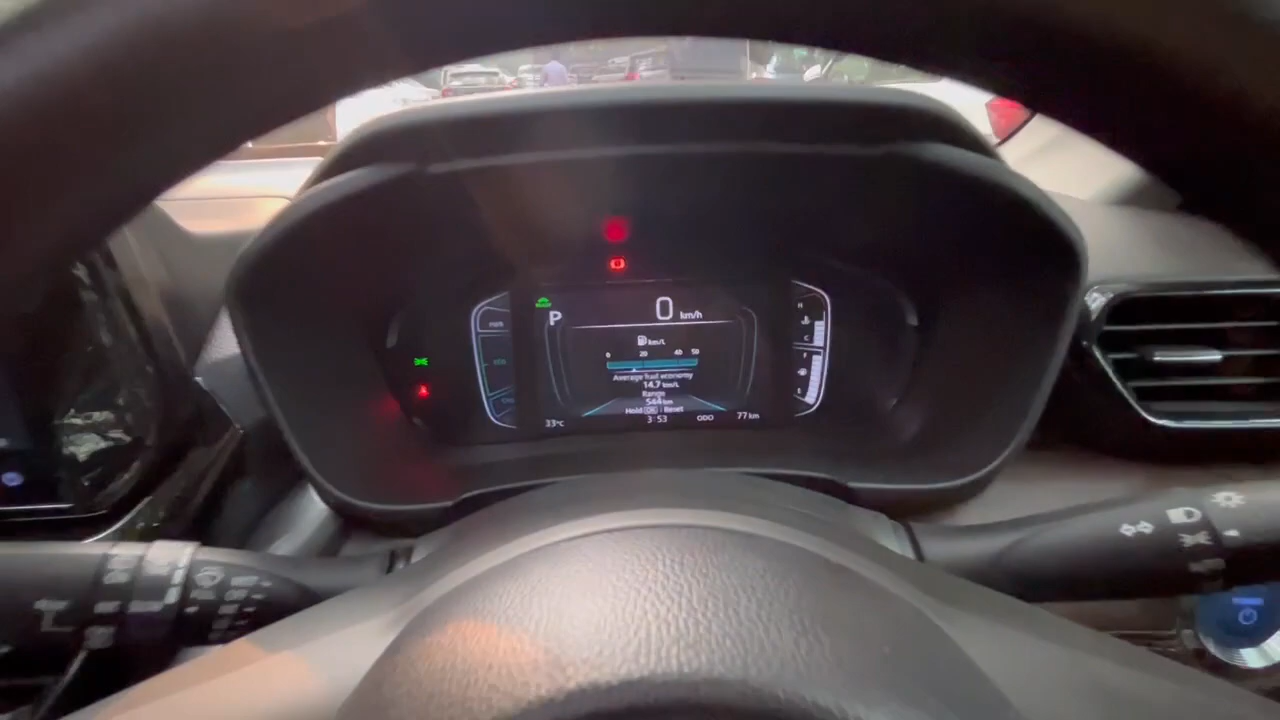 P
0 km/h
km/L
0 20 40 50
Average fuel economy
14.7 km/L
Range
544 km
Hold OK : Reset
33°C 3:53 ODO 77 km
H
C
F
E